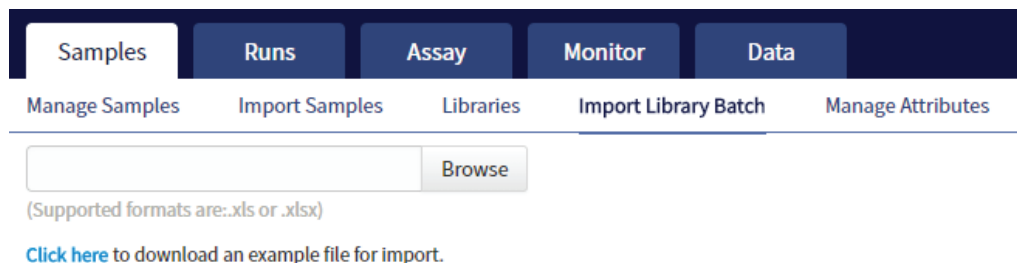 Samples Runs Assay Monitor Data
Manage Samples Import Samples Libraries Import Library Batch Manage Attributes
Browse
(Supported formats are:.xls or .xlsx)
Click here to download an example file for import.